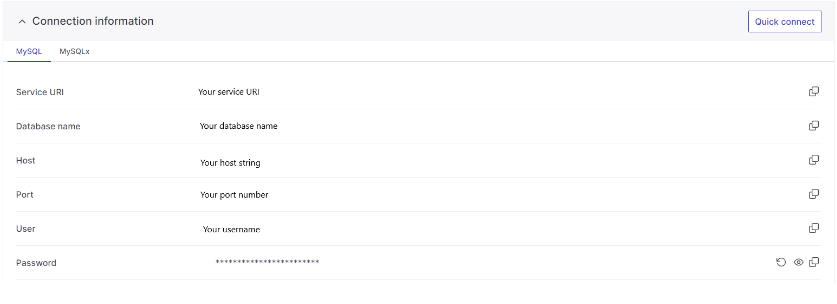 Connection information
Quick connect
MySQL MySQLx
Service URI Your service URI
Database name Your database name
Host Your host string
Port Your port number
User Your username
Password ************************